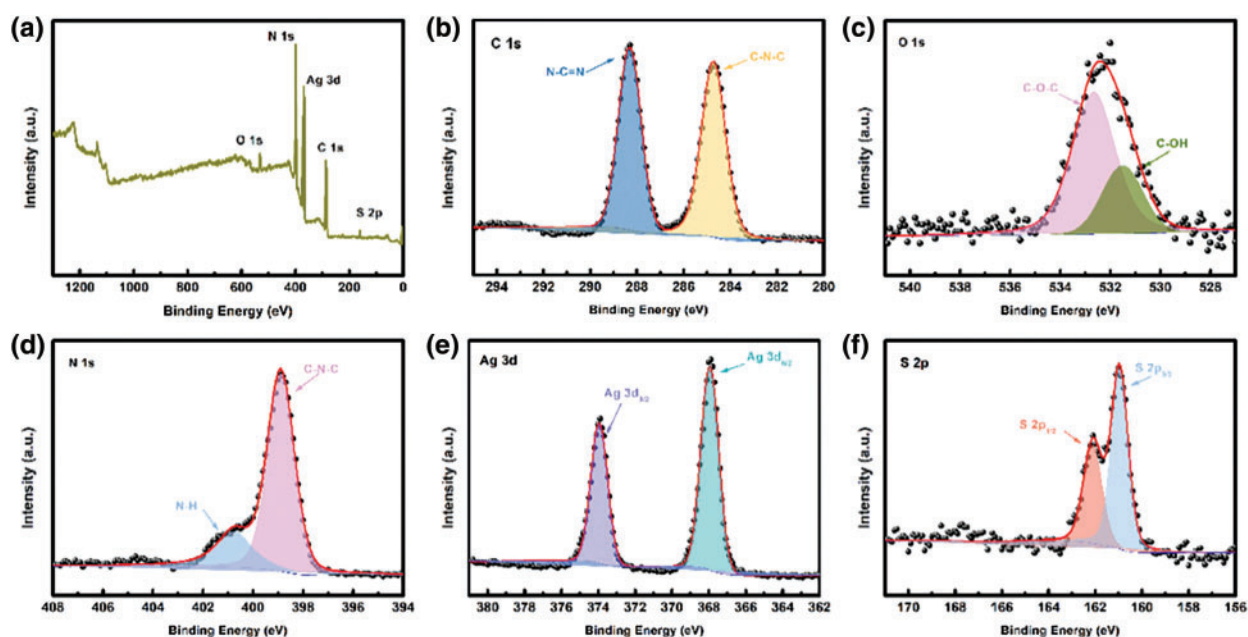 (a)
N 1s
Ag 3d
O 1s
C 1s
S 2p
Intensity (a.u.)
1200 1000 800 600 400 200 0
Binding Energy (eV)
(b)
C 1s
N-C=N
C-N-C
Intensity (a.u.)
294 292 290 288 286 284 282 280
Binding Energy (eV)
(c)
O 1s
C-O-C
C-OH
Intensity (a.u.)
540 538 536 534 532 530 528
Binding Energy (eV)
(d)
N 1s
C-N-C
N-H
Intensity (a.u.)
408 406 404 402 400 398 396 394
Binding Energy (eV)
(e)
Ag 3d
Ag 3d5/2
Ag 3d3/2
Intensity (a.u.)
380 378 376 374 372 370 368 366 364 362
Binding Energy (eV)
(f)
S 2p
S 2p3/2
S 2p1/2
Intensity (a.u.)
170 168 166 164 162 160 158 156
Binding Energy (eV)